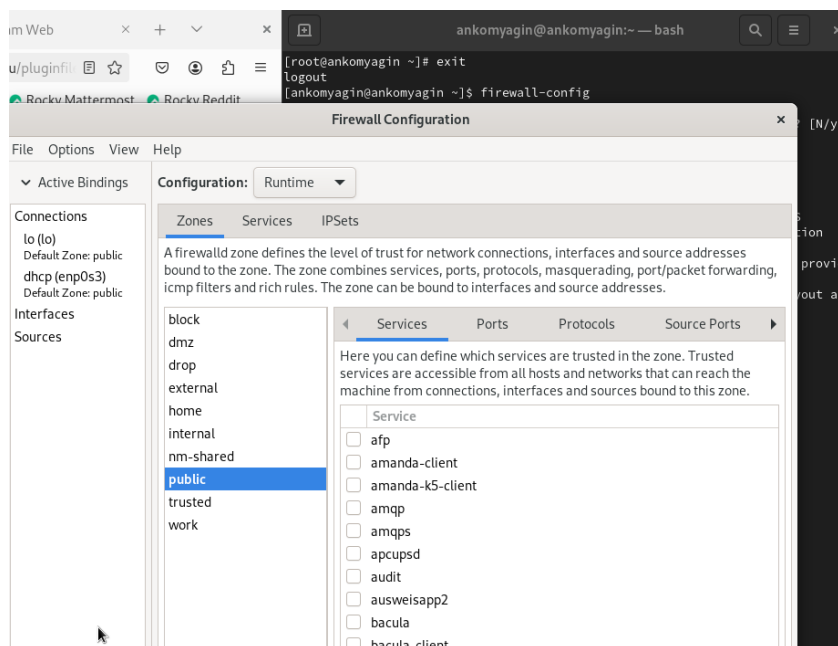 am Web
ankomyagin@ankomyagin:~ — bash
u/pluginfil
Rocky Mattermost
Rocky Reddit
[root@ankomyagin ~]# exit
logout
[ankomyagin@ankomyagin ~]$ firewall-config
[N/y
Firewall Configuration
File Options View Help
Active Bindings
Configuration: Runtime
Connections
lo (lo)
Default Zone: public
dhcp (enp0s3)
Default Zone: public
Interfaces
Sources
Zones Services IPSets
A firewalld zone defines the level of trust for network connections, interfaces and source addresses
bound to the zone. The zone combines services, ports, protocols, masquerading, port/packet forwarding,
icmp filters and rich rules. The zone can be bound to interfaces and source addresses.
block
dmz
drop
external
home
internal
nm-shared
public
trusted
work
Services Ports Protocols Source Ports
Here you can define which services are trusted in the zone. Trusted
services are accessible from all hosts and networks that can reach the
machine from connections, interfaces and sources bound to this zone.
Service
afp
amanda-client
amanda-k5-client
amqp
amqps
apcupsd
audit
ausweisapp2
bacula
bacula-client
provi